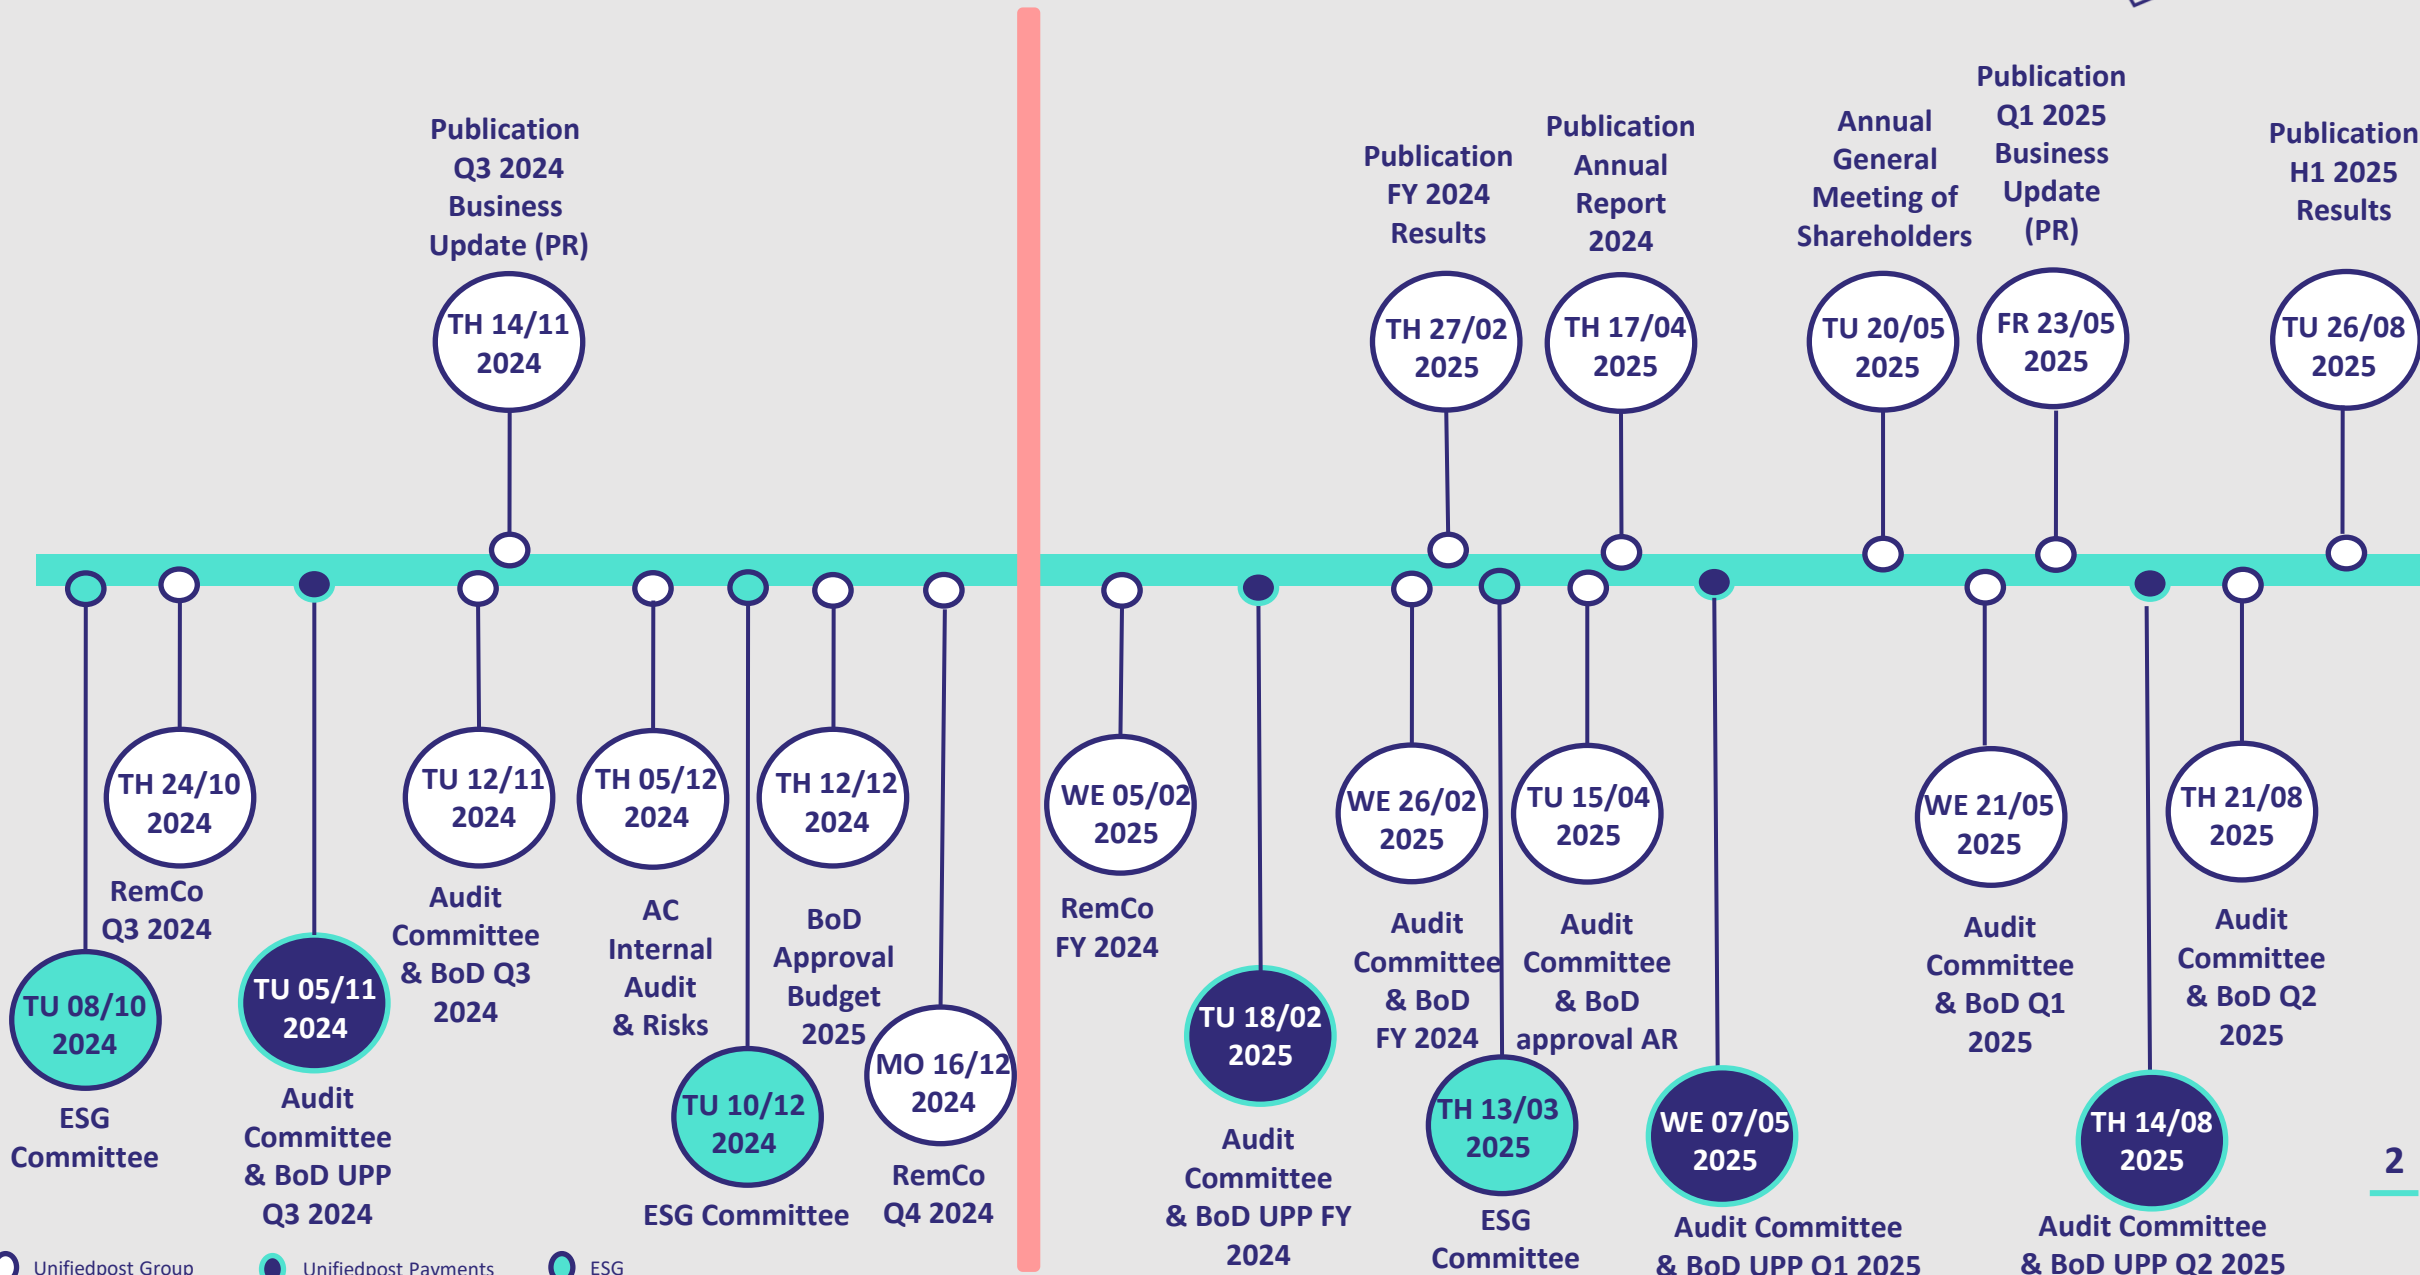 Publication
Q3 2024
Business
Update (PR)
TH 14/11
2024
Publication
FY 2024
Results
TH 27/02
2025
Publication
Annual
Report
2024
TH 17/04
2025
Annual
General
Meeting of
Shareholders
TU 20/05
2025
Publication
Q1 2025
Business
Update
(PR)
FR 23/05
2025
Publication
H1 2025
Results
TU 26/08
2025
TU 08/10
2024
ESG
Committee
TH 24/10
2024
RemCo
Q3 2024
TU 05/11
2024
Audit
Committee
& BoD UPP
Q3 2024
TU 12/11
2024
Audit
Committee
& BoD Q3
2024
TH 05/12
2024
AC
Internal
Audit
& Risks
TU 10/12
2024
ESG Committee
TH 12/12
2024
BoD
Approval
Budget
2025
MO 16/12
2024
RemCo
Q4 2024
WE 05/02
2025
RemCo
FY 2024
TU 18/02
2025
Audit
Committee
& BoD UPP FY
2024
WE 26/02
2025
Audit
Committee
& BoD
FY 2024
TH 13/03
2025
ESG
Committee
TU 15/04
2025
Audit
Committee
& BoD
approval AR
WE 07/05
2025
Audit Committee
& BoD UPP Q1 2025
WE 21/05
2025
Audit
Committee
& BoD Q1
2025
TH 14/08
2025
Audit Committee
& BoD UPP Q2 2025
TH 21/08
2025
Audit
Committee
& BoD Q2
2025
2
Unifiedpost Group
Unifiedpost Payments
ESG